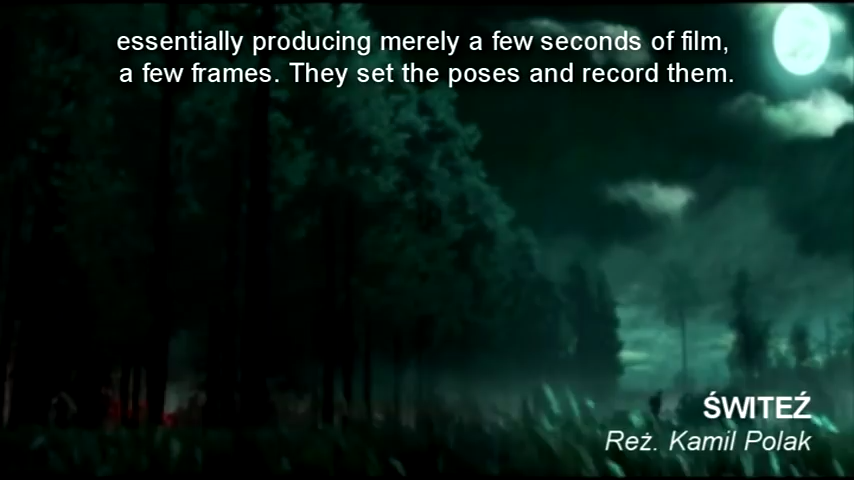 essentially producing merely a few seconds of film,
a few frames. They set the poses and record them.
ŚWITEŹ
Reż. Kamil Polak